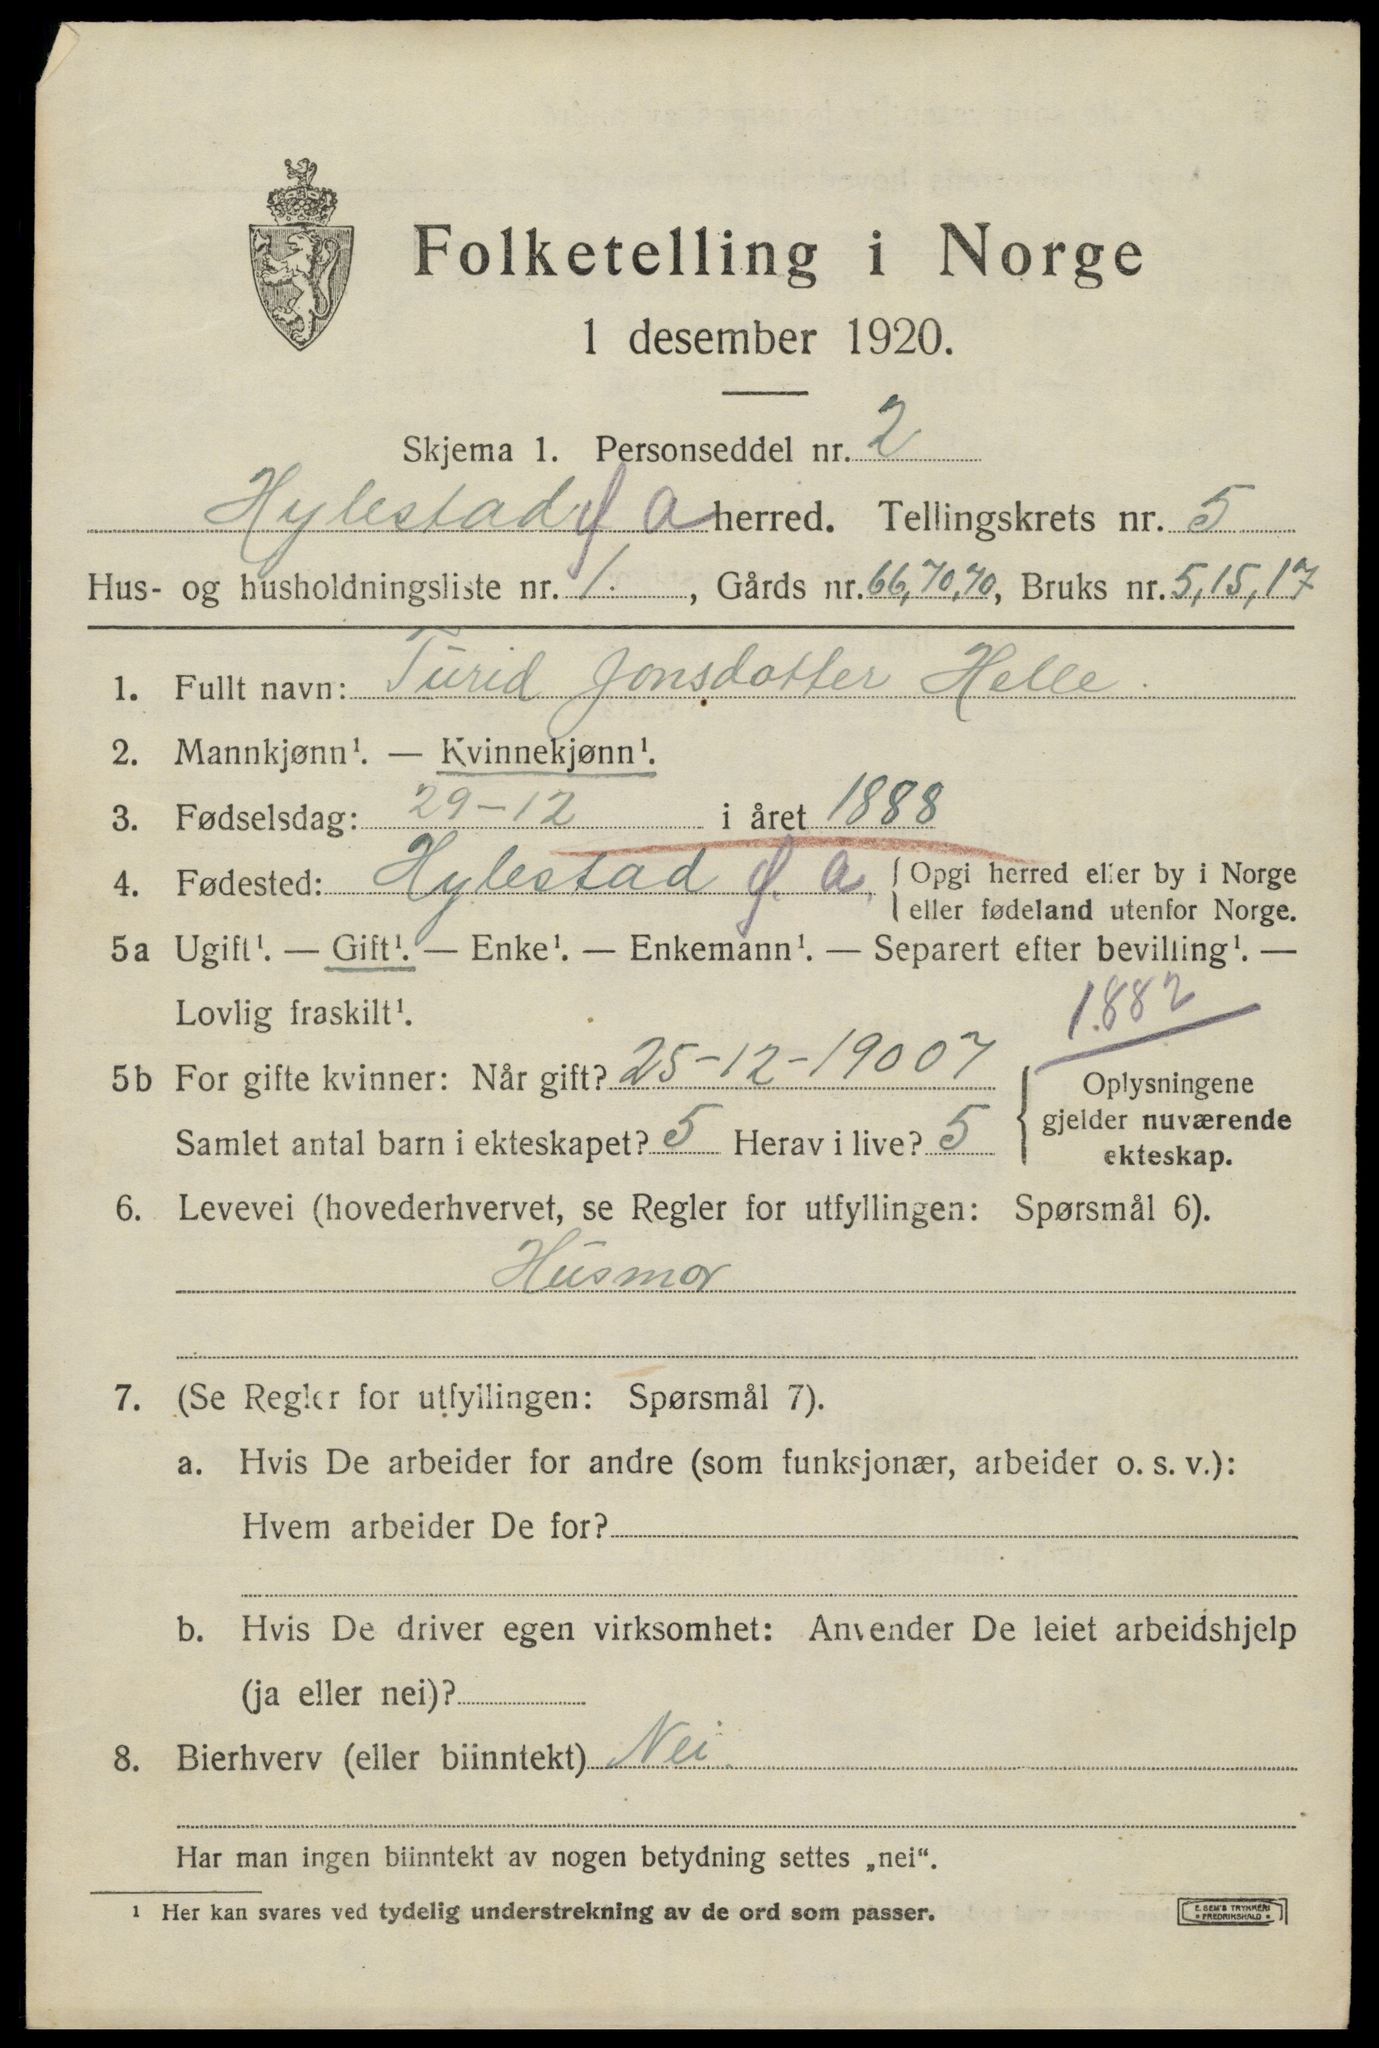 Folketelling i Norge
1 desember 1920.
Skjema 1. Personseddel nr. 2
Hylestad A a herred. Tellingskrets nr. 5
Hus- og husholdningsliste nr. 1. , Gårds nr. 66, 70, 70, Bruks nr. 5, 15, 17
1. Fullt navn: Turid Jonsdotter Helle.
2. Mannkjønn¹. — Kvinnekjønn¹.
3. Fødselsdag: 29-12 i året 1888
4. Fødested: Hylestad A. a. { Opgi herred eller by i Norge
eller fødeland utenfor Norge.
5a Ugift¹. — Gift¹. — Enke¹. — Enkemann¹. — Separert efter bevilling¹. —
Lovlig fraskilt¹.
1882
5b For gifte kvinner: Når gift? 25-12-19007
Samlet antal barn i ekteskapet? 5 Herav i live? 5
{ Oplysningene
gjelder nuværende
ekteskap.
6. Levevei (hovederhvervet, se Regler for utfyllingen: Spørsmål 6).
Husmor
7. (Se Regler for utfyllingen: Spørsmål 7).
a. Hvis De arbeider for andre (som funksjonær, arbeider o. s. v.):
Hvem arbeider De for?
b. Hvis De driver egen virksomhet: Anvender De leiet arbeidshjelp
(ja eller nei)?
8. Bierhverv (eller biinntekt) Nei.
Har man ingen biinntekt av nogen betydning settes „nei“.
¹ Her kan svares ved tydelig understrekning av de ord som passer.
E. SEM'S TRYKKERI
* FREDRIKSHALD *